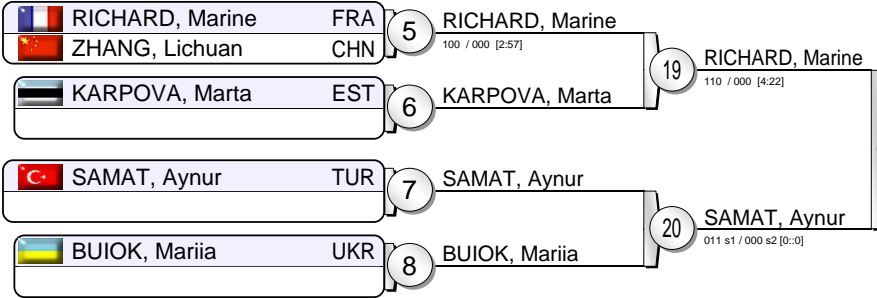 RICHARD, Marine FRA
ZHANG, Lichuan CHN
5
RICHARD, Marine
100 / 000 [2:57]
KARPOVA, Marta EST
6
KARPOVA, Marta
19
RICHARD, Marine
110 / 000 [4:22]
SAMAT, Aynur TUR
7
SAMAT, Aynur
BUIOK, Mariia UKR
8
BUIOK, Mariia
20
SAMAT, Aynur
011 s1 / 000 s2 [0::0]